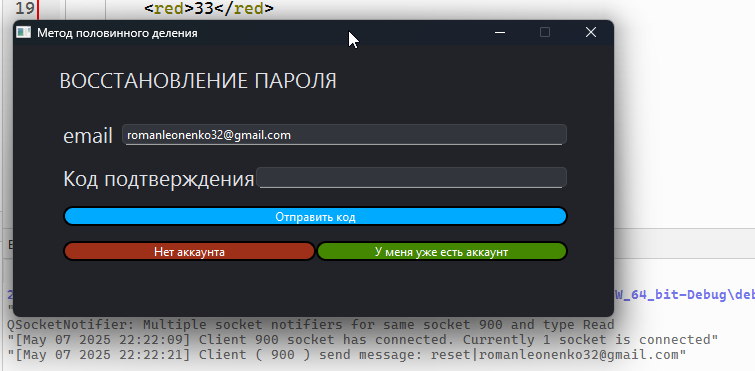 19 <red>33</red>
Метод половинного деления
ВОССТАНОВЛЕНИЕ ПАРОЛЯ
email romanleonenko32@gmail.com
Код подтверждения
Отправить код
Нет аккаунта У меня уже есть аккаунт
W_64_bit-Debug\deb
"
QSocketNotifier: Multiple socket notifiers for same socket 900 and type Read
"[May 07 2025 22:22:09] Client 900 socket has connected. Currently 1 socket is connected"
"[May 07 2025 22:22:21] Client ( 900 ) send message: reset|romanleonenko32@gmail.com"